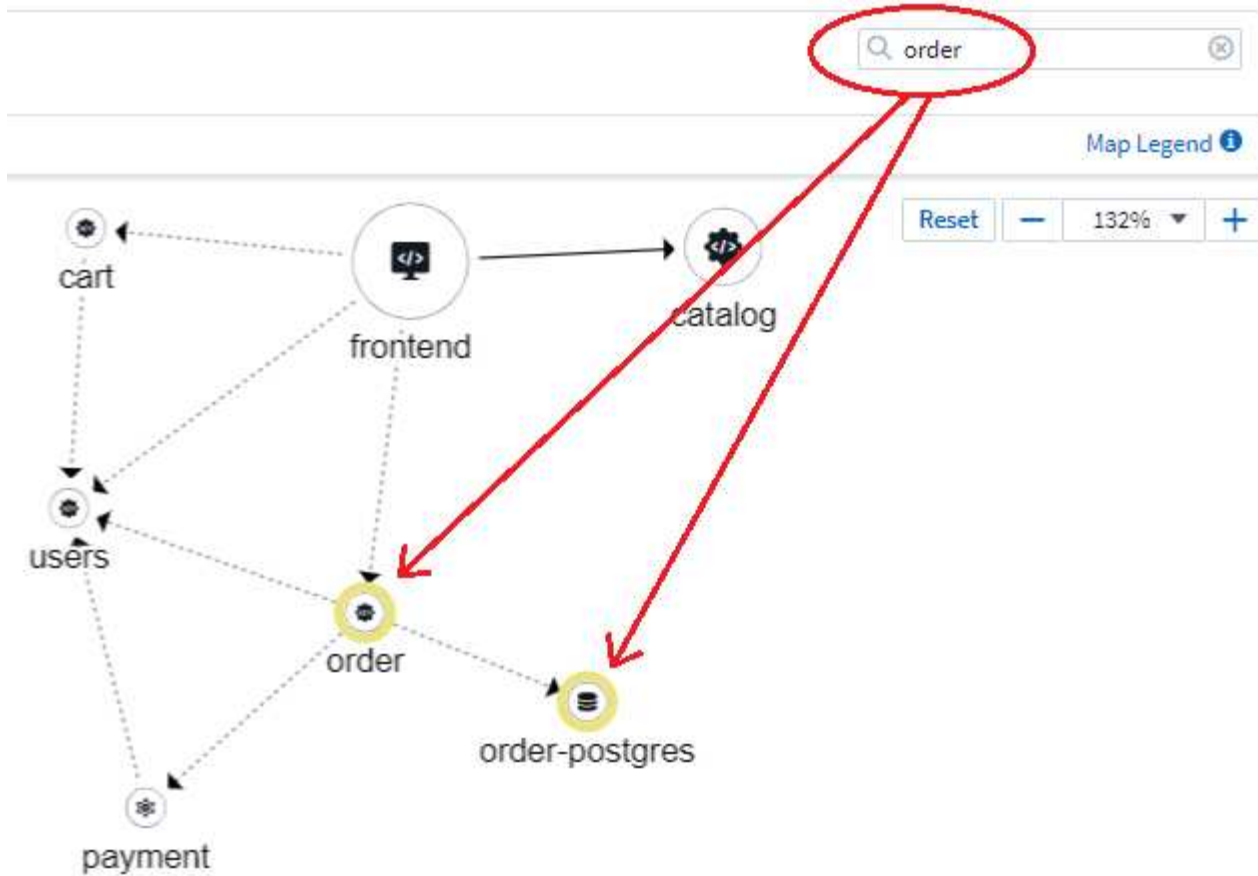 order
Map Legend
Reset
132%
cart
frontend
catalog
users
order
order-postgres
payment